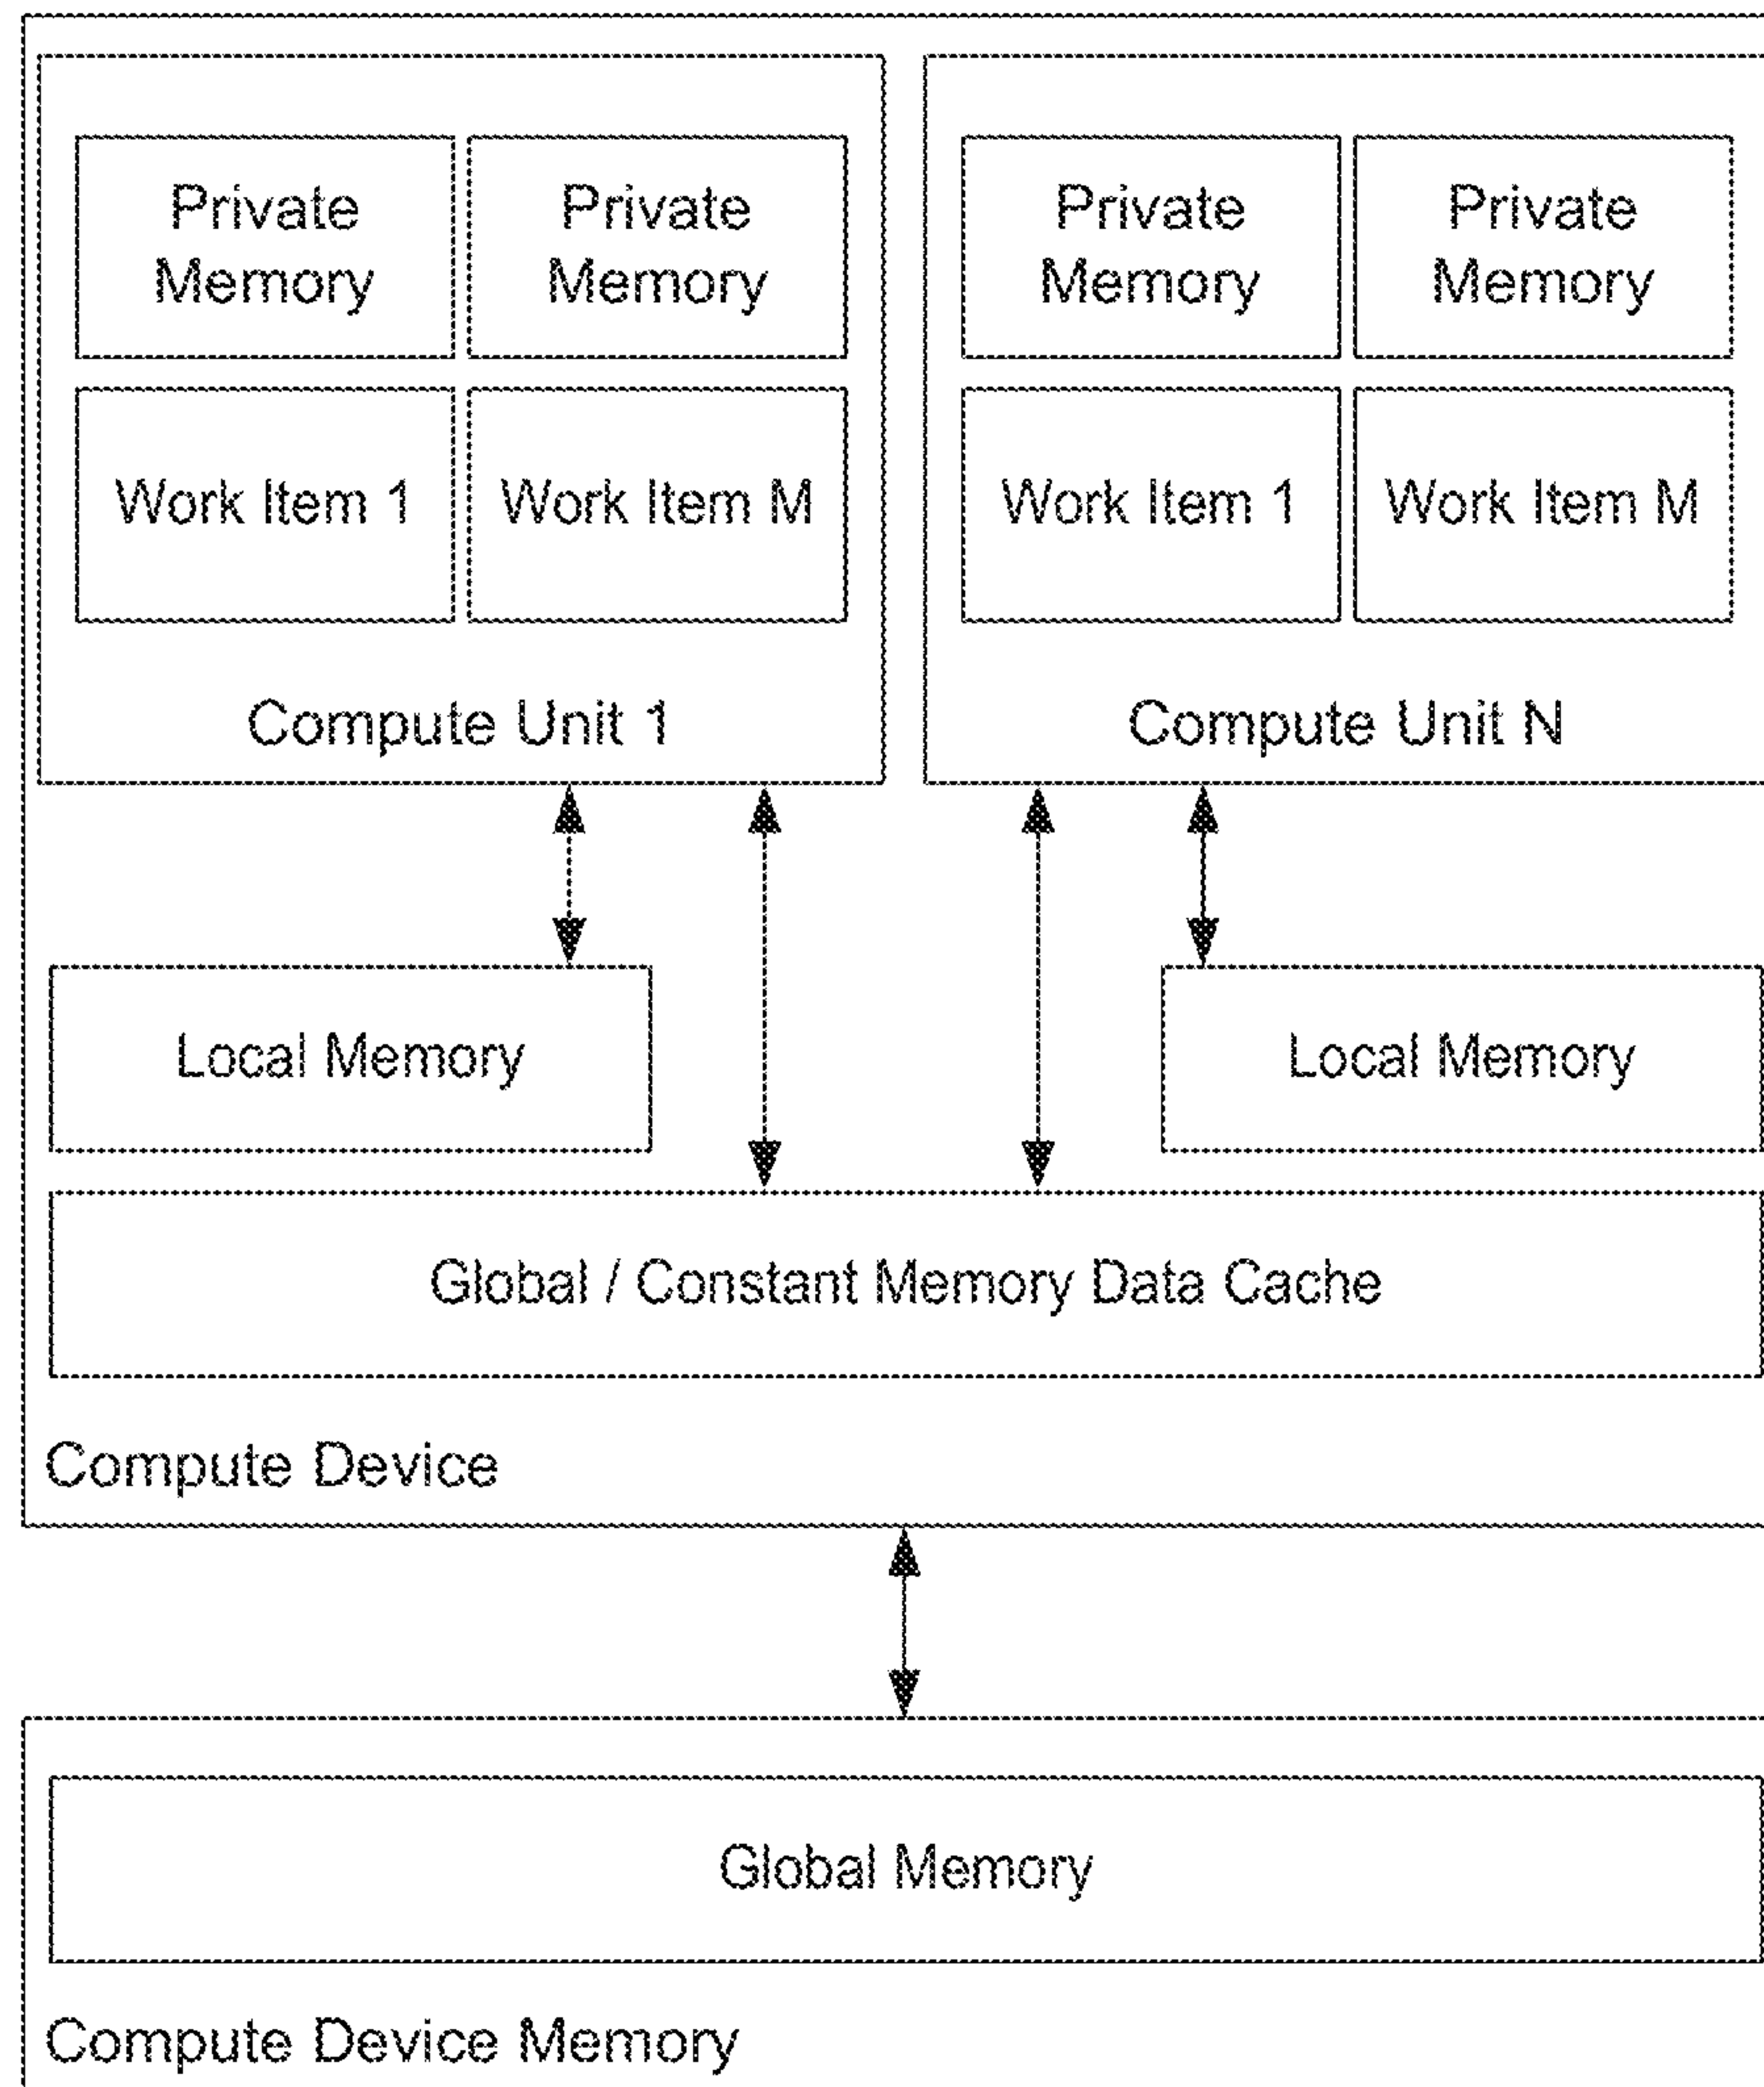 Private Memory
Private Memory
Private Memory
Private Memory
Work Item 1
Work Item M
Work Item 1
Work Item M
Compute Unit 1
Compute Unit N
Local Memory
Local Memory
Global / Constant Memory Data Cache
Compute Device
Global Memory
Compute Device Memory